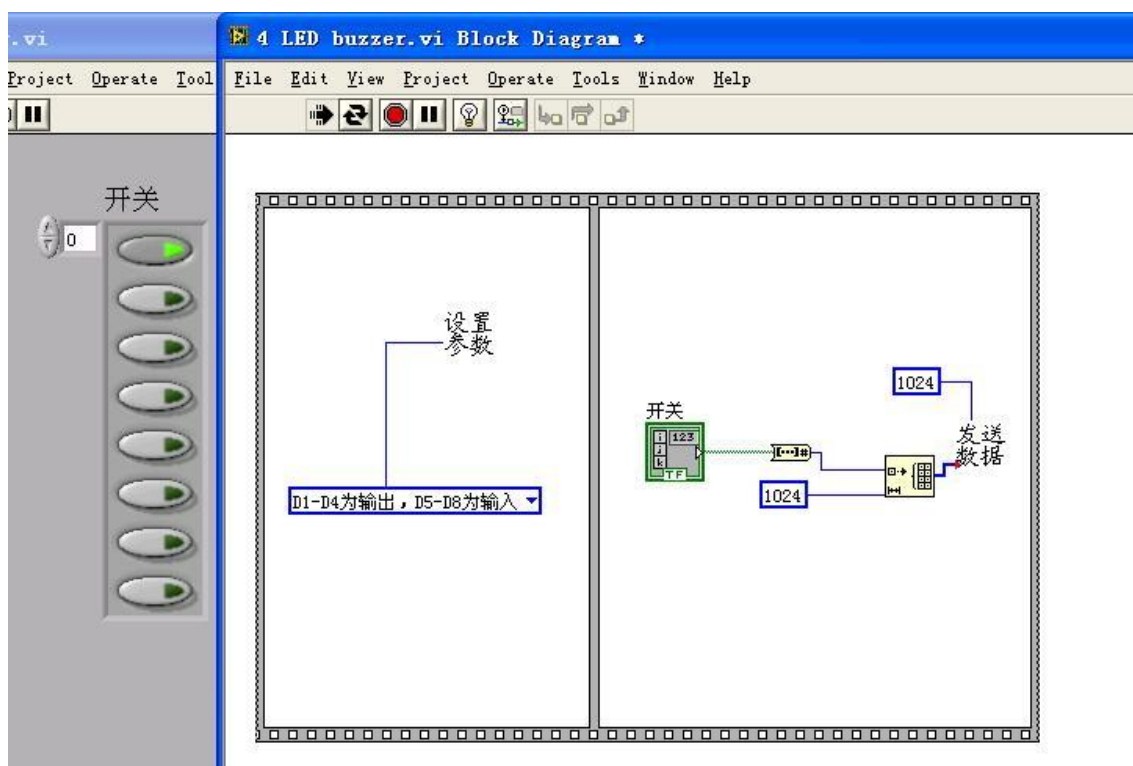 .vi
4 LED buzzer.vi Block Diagram *
Project Operate Tool
File Edit View Project Operate Tools Window Help
开关
0
设置
参数
D1-D4为输出，D5-D8为输入
1024
开关
i 123
j
k
TF
[...]#
1024
发送
数据